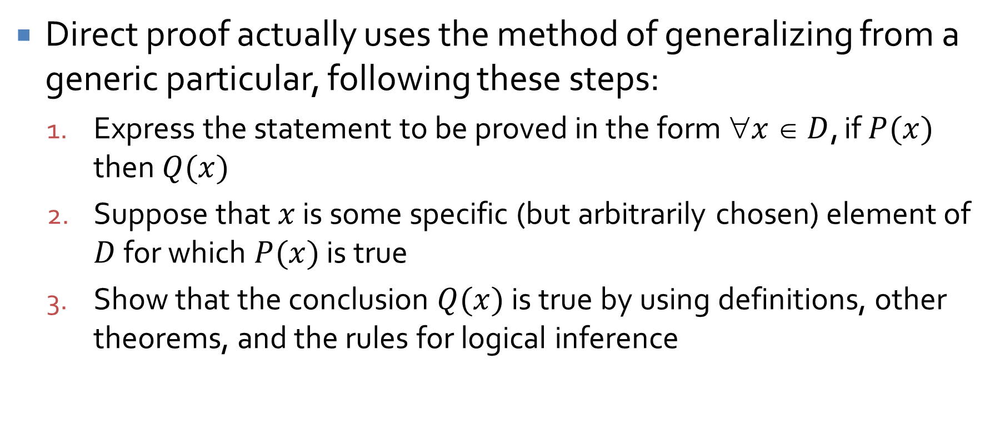 ▪ Direct proof actually uses the method of generalizing from a
generic particular, following these steps:
1. Express the statement to be proved in the form ∀x ∈ D, if P(x)
then Q(x)
2. Suppose that x is some specific (but arbitrarily chosen) element of
D for which P(x) is true
3. Show that the conclusion Q(x) is true by using definitions, other
theorems, and the rules for logical inference